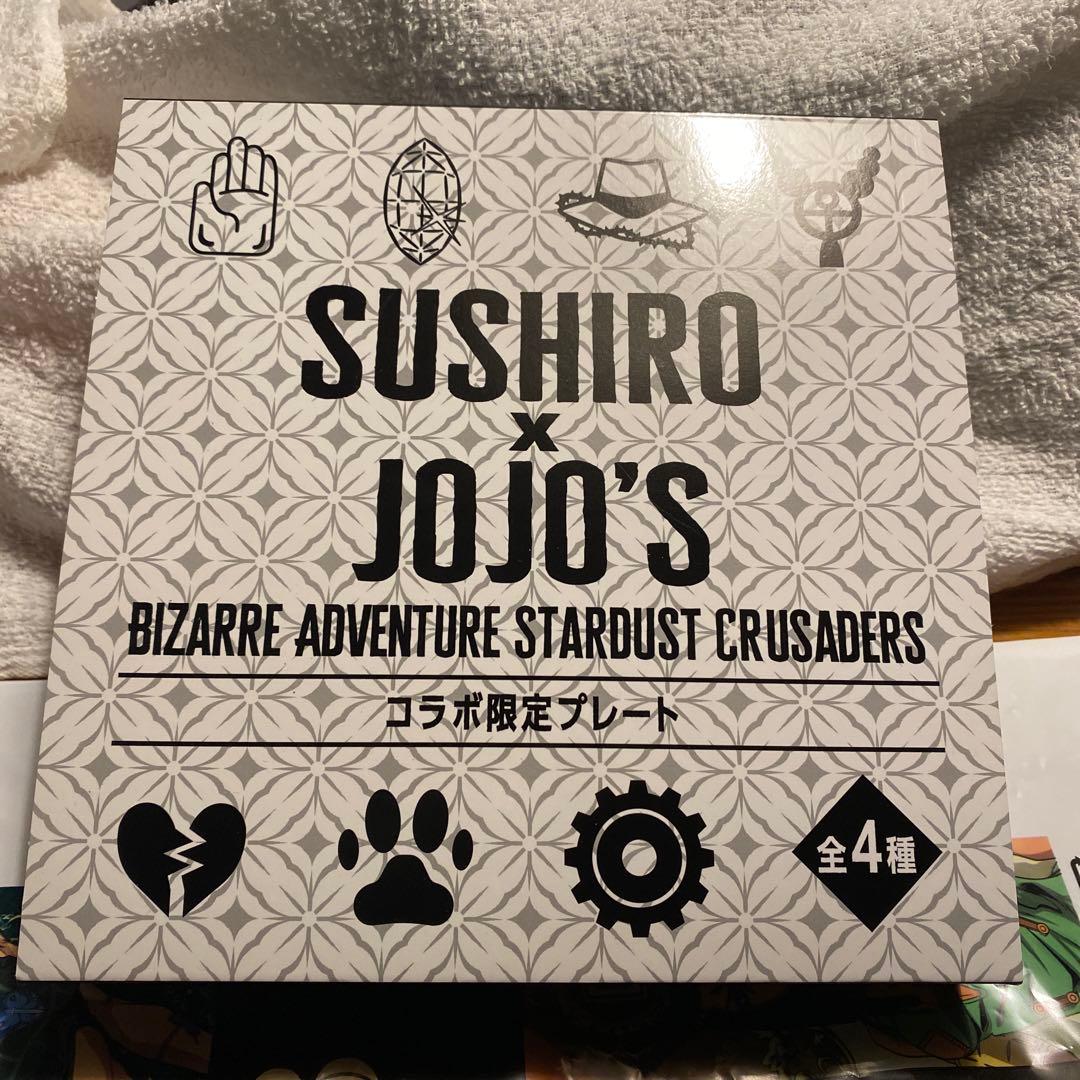 SUSHIRO
×
JOJO'S
BIZARRE ADVENTURE STARDUST CRUSADERS
コラボ限定プレート
全4種